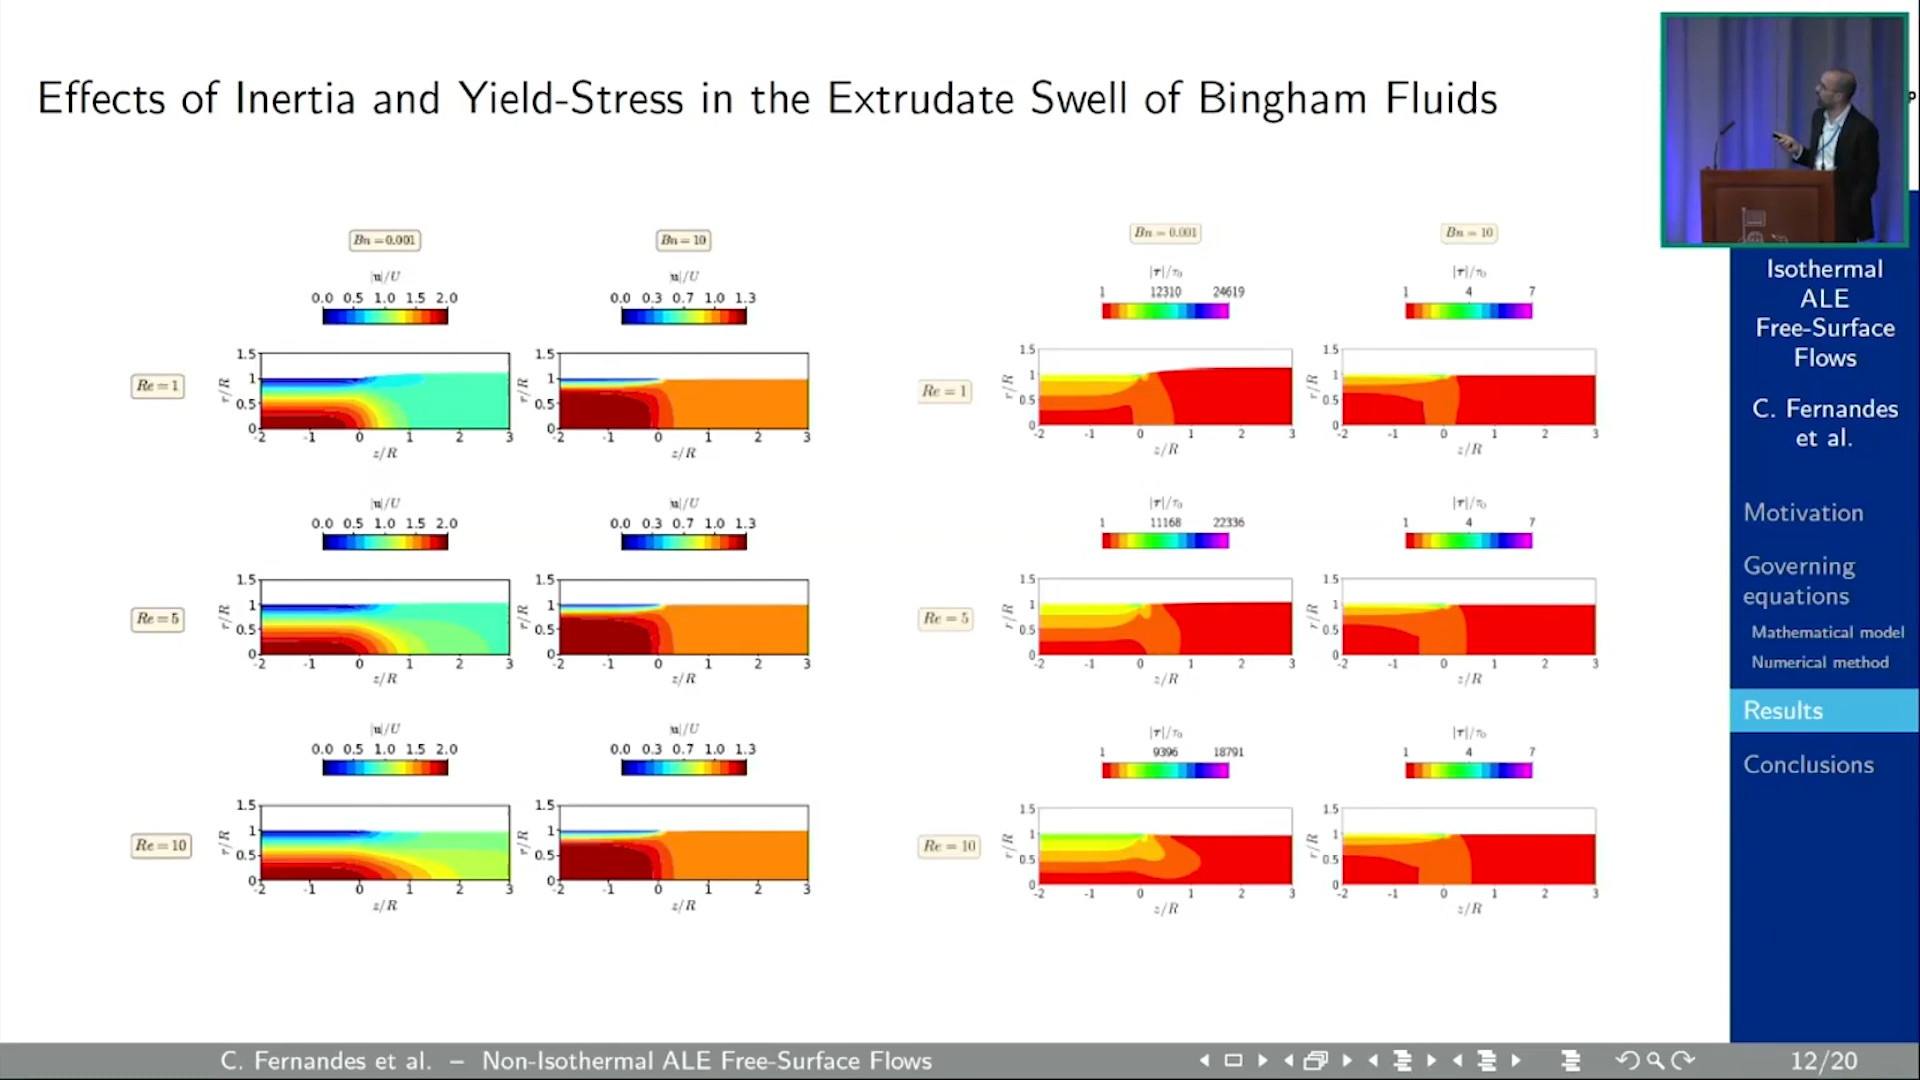 Effects of Inertia and Yield-Stress in the Extrudate Swell of Bingham Fluids
Bn = 0.001
Bn = 10
|u|/U
|u|/U
0.0 0.5 1.0 1.5 2.0
0.0 0.3 0.7 1.0 1.3
Re = 1
r/R
1.5
1
0.5
0
-2 -1 0 1 2 3
z/R
r/R
1.5
1
0.5
0
-2 -1 0 1 2 3
z/R
|u|/U
|u|/U
0.0 0.5 1.0 1.5 2.0
0.0 0.3 0.7 1.0 1.3
Re = 5
r/R
1.5
1
0.5
0
-2 -1 0 1 2 3
z/R
r/R
1.5
1
0.5
0
-2 -1 0 1 2 3
z/R
|u|/U
|u|/U
0.0 0.5 1.0 1.5 2.0
0.0 0.3 0.7 1.0 1.3
Re = 10
r/R
1.5
1
0.5
0
-2 -1 0 1 2 3
z/R
r/R
1.5
1
0.5
0
-2 -1 0 1 2 3
z/R
Bn = 0.001
Bn = 10
|τ|/τ0
|τ|/τ0
1 12310 24619
1 4 7
Re = 1
r/R
1.5
1
0.5
0
-2 -1 0 1 2 3
z/R
r/R
1.5
1
0.5
0
-2 -1 0 1 2 3
z/R
|τ|/τ0
|τ|/τ0
1 11168 22336
1 4 7
Re = 5
r/R
1.5
1
0.5
0
-2 -1 0 1 2 3
z/R
r/R
1.5
1
0.5
0
-2 -1 0 1 2 3
z/R
|τ|/τ0
|τ|/τ0
1 9396 18791
1 4 7
Re = 10
r/R
1.5
1
0.5
0
-2 -1 0 1 2 3
z/R
r/R
1.5
1
0.5
0
-2 -1 0 1 2 3
z/R
Isothermal
ALE
Free-Surface
Flows
C. Fernandes
et al.
Motivation
Governing
equations
Mathematical model
Numerical method
Results
Conclusions
C. Fernandes et al. – Non-Isothermal ALE Free-Surface Flows
12/20